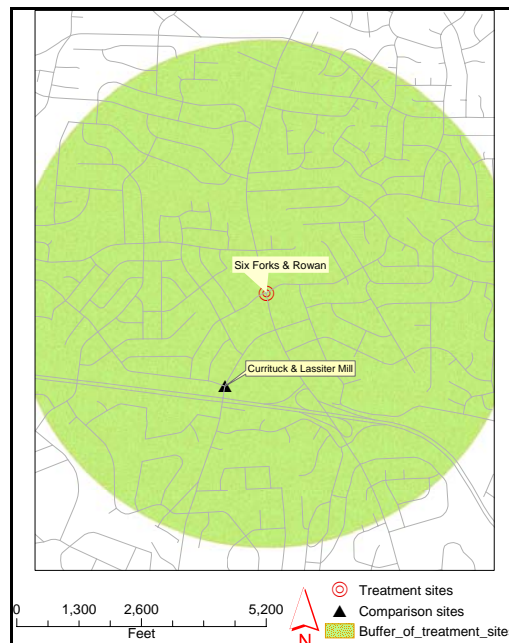 Six Forks & Rowan
Currituck & Lassiter Mill
0 1,300 2,600 5,200
Feet
N
Treatment sites
Comparison sites
Buffer_of_treatment_site